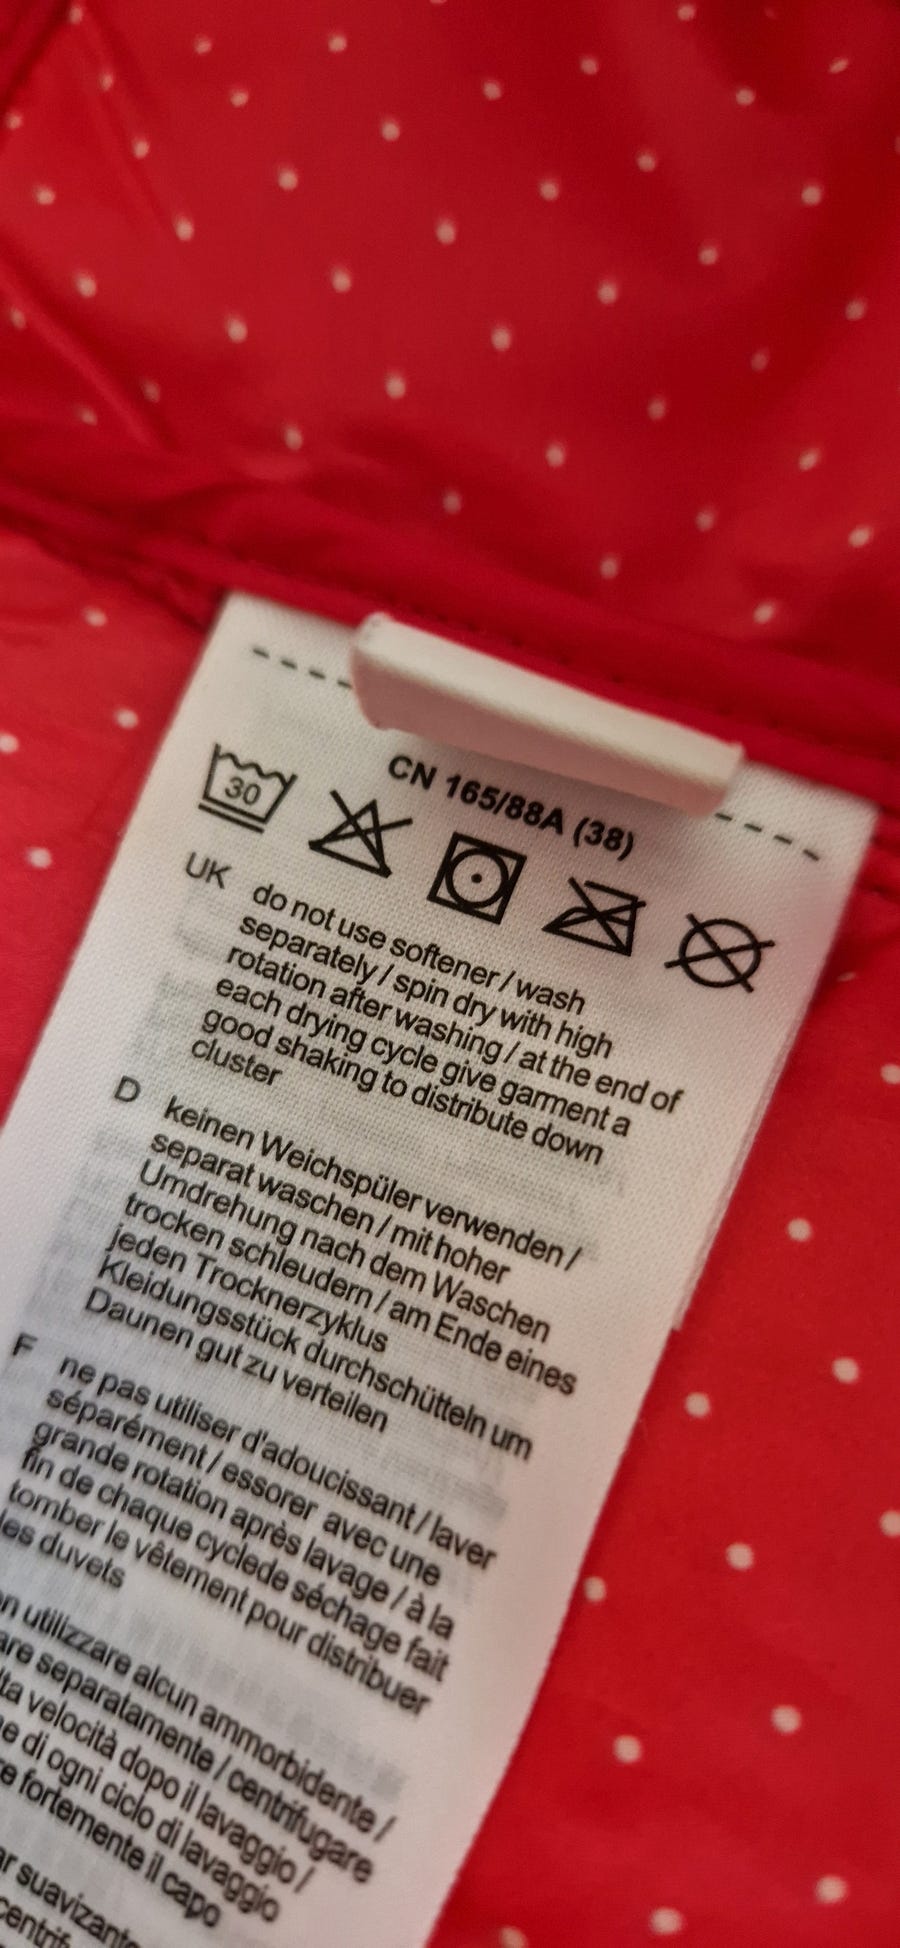 CN 165/88A (38)
30
UK do not use softener / wash
separately / spin dry with high
rotation after washing / at the end of
each drying cycle give garment a
good shaking to distribute down
cluster
D keinen Weichspüler verwenden /
separat waschen / mit hoher
Umdrehung nach dem Waschen
trocken schleudern / am Ende eines
jeden Trocknerzyklus
Kleidungsstück durchschütteln um
Daunen gut zu verteilen
F ne pas utiliser d'adoucissant / laver
séparément / essorer avec une
grande rotation après lavage / à la
fin de chaque cyclede séchage fait
tomber le vêtement pour distribuer
les duvets
utilizzare alcun ammorbidente /
separatamente / centrifugare
velocità dopo il lavaggio /
di ogni ciclo di lavaggio
fortemente il capo
suavizante